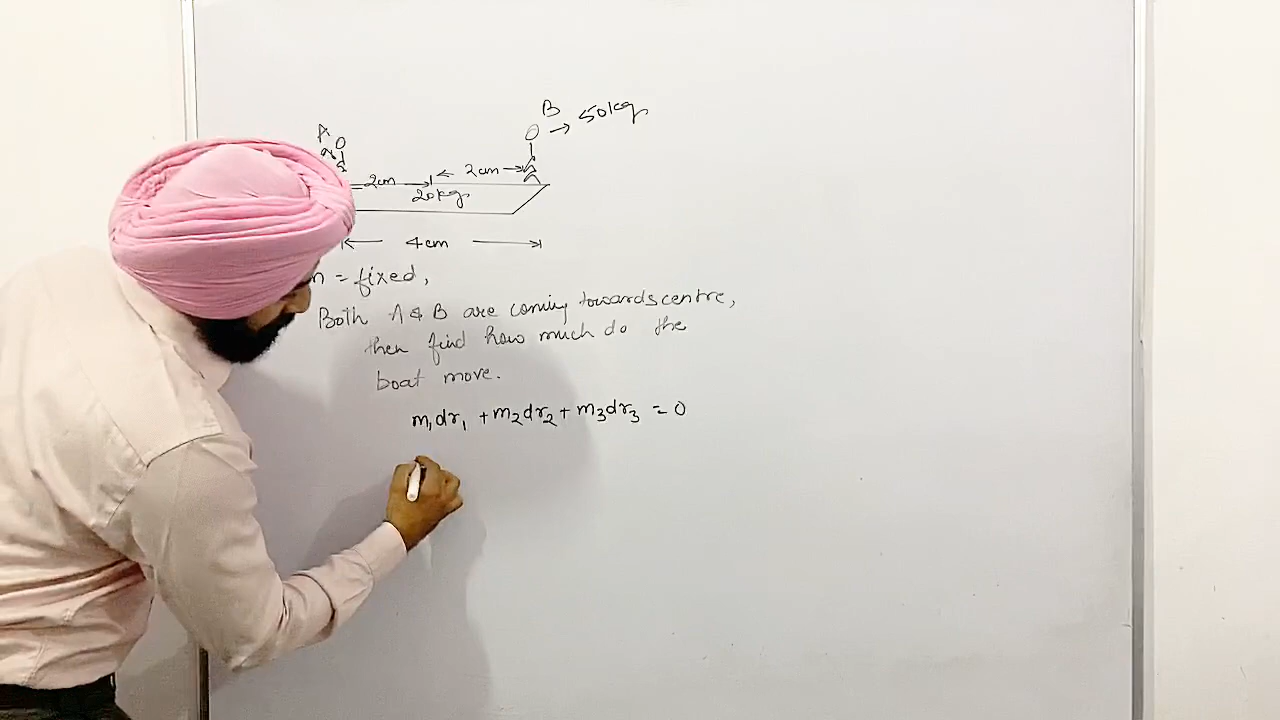 B
A
→ 50kg
2cm
2cm
20kg
4cm
= fixed,
Both A & B are coming towards centre,
then find how much do the
boat move.
m₁dr₁ + m₂dr₂ + m₃dr₃ = 0